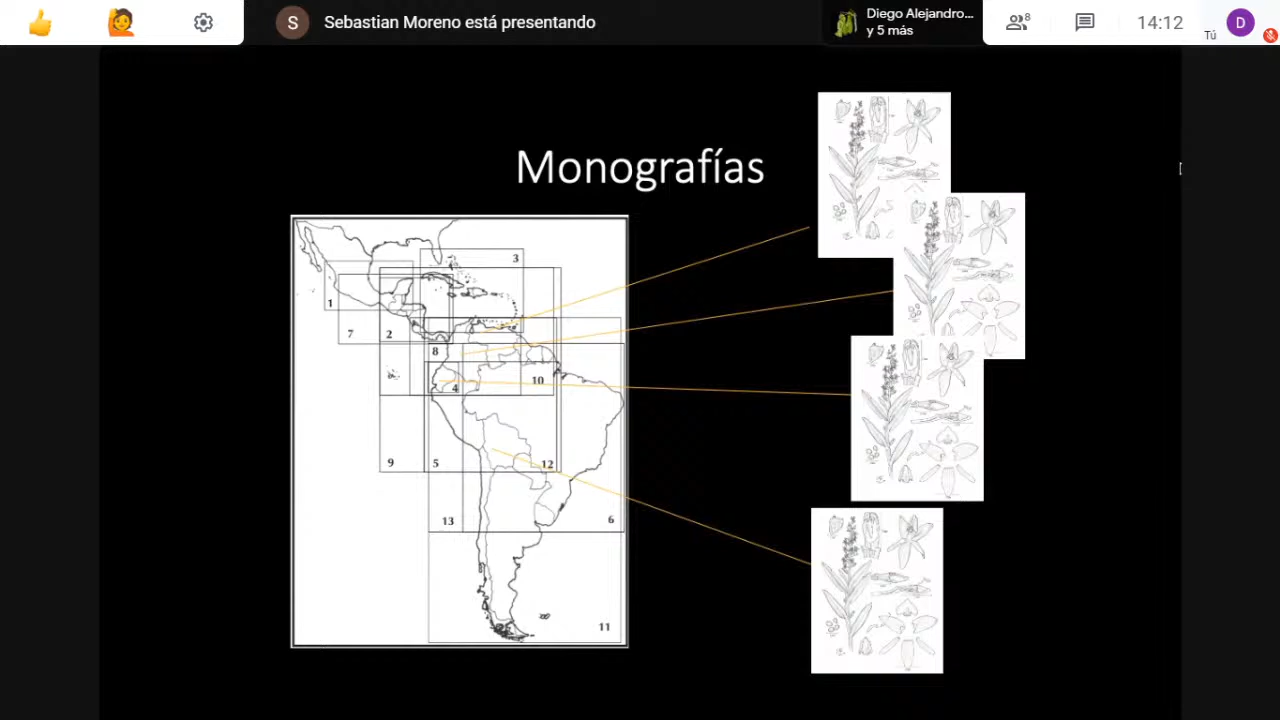 S
Sebastian Moreno está presentando
Diego Alejandro...
y 5 más
8
14:12
Tú
D
Monografías
3
1
7
2
8
4
10
9
5
12
13
6
11